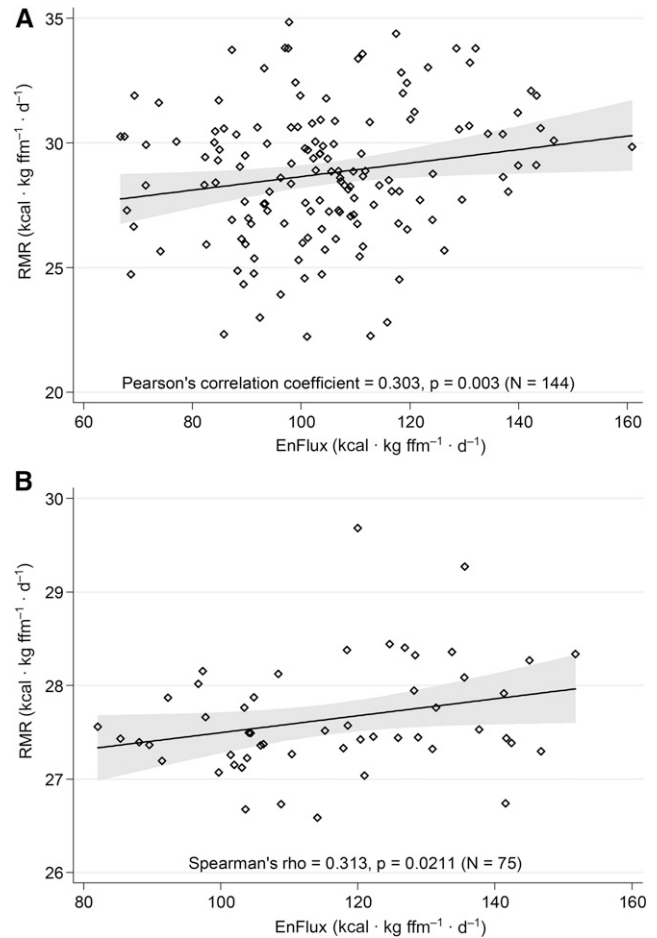 A
35
30
25
20
RMR (kcal · kg ffm⁻¹ · d⁻¹)
Pearson's correlation coefficient = 0.303, p = 0.003 (N = 144)
60 80 100 120 140 160
EnFlux (kcal · kg ffm⁻¹ · d⁻¹)
B
30
29
28
27
26
RMR (kcal · kg ffm⁻¹ · d⁻¹)
Spearman's rho = 0.313, p = 0.0211 (N = 75)
80 100 120 140 160
EnFlux (kcal · kg ffm⁻¹ · d⁻¹)